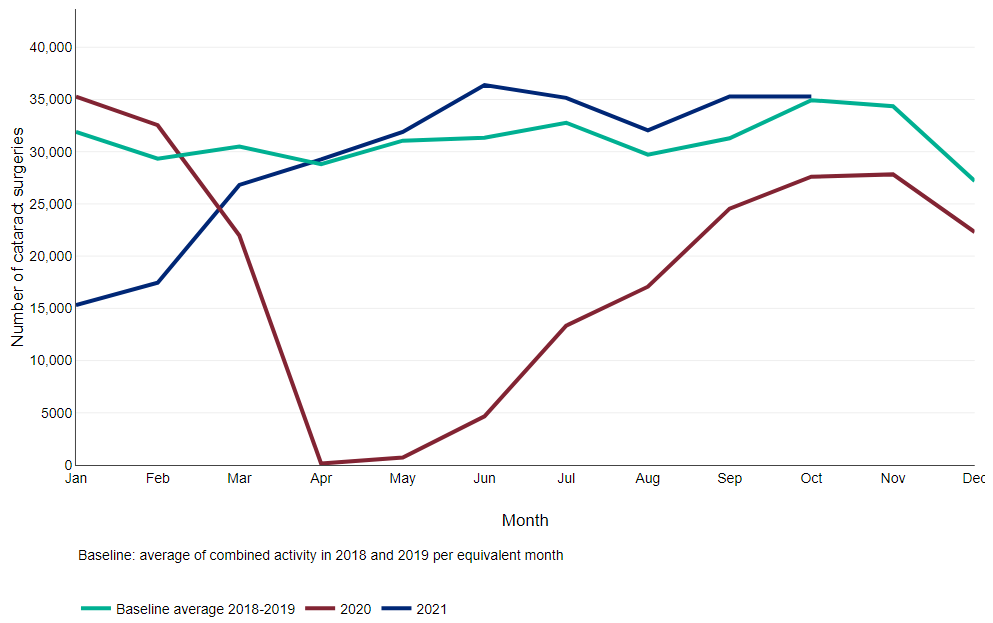 Number of cataract surgeries
40,000
35,000
30,000
25,000
20,000
15,000
10,000
5000
0
Jan Feb Mar Apr May Jun Jul Aug Sep Oct Nov Dec
Month
Baseline: average of combined activity in 2018 and 2019 per equivalent month
Baseline average 2018-2019 2020 2021